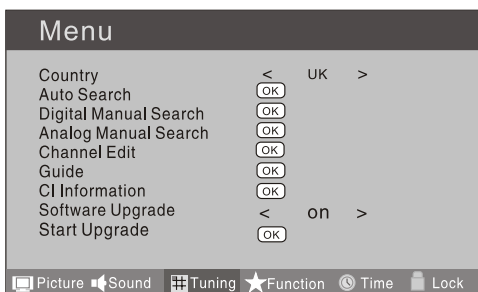 Menu
Country < UK >
Auto Search OK
Digital Manual Search OK
Analog Manual Search OK
Channel Edit OK
Guide OK
CI Information OK
Software Upgrade < on >
Start Upgrade OK
Picture Sound Tuning Function Time Lock